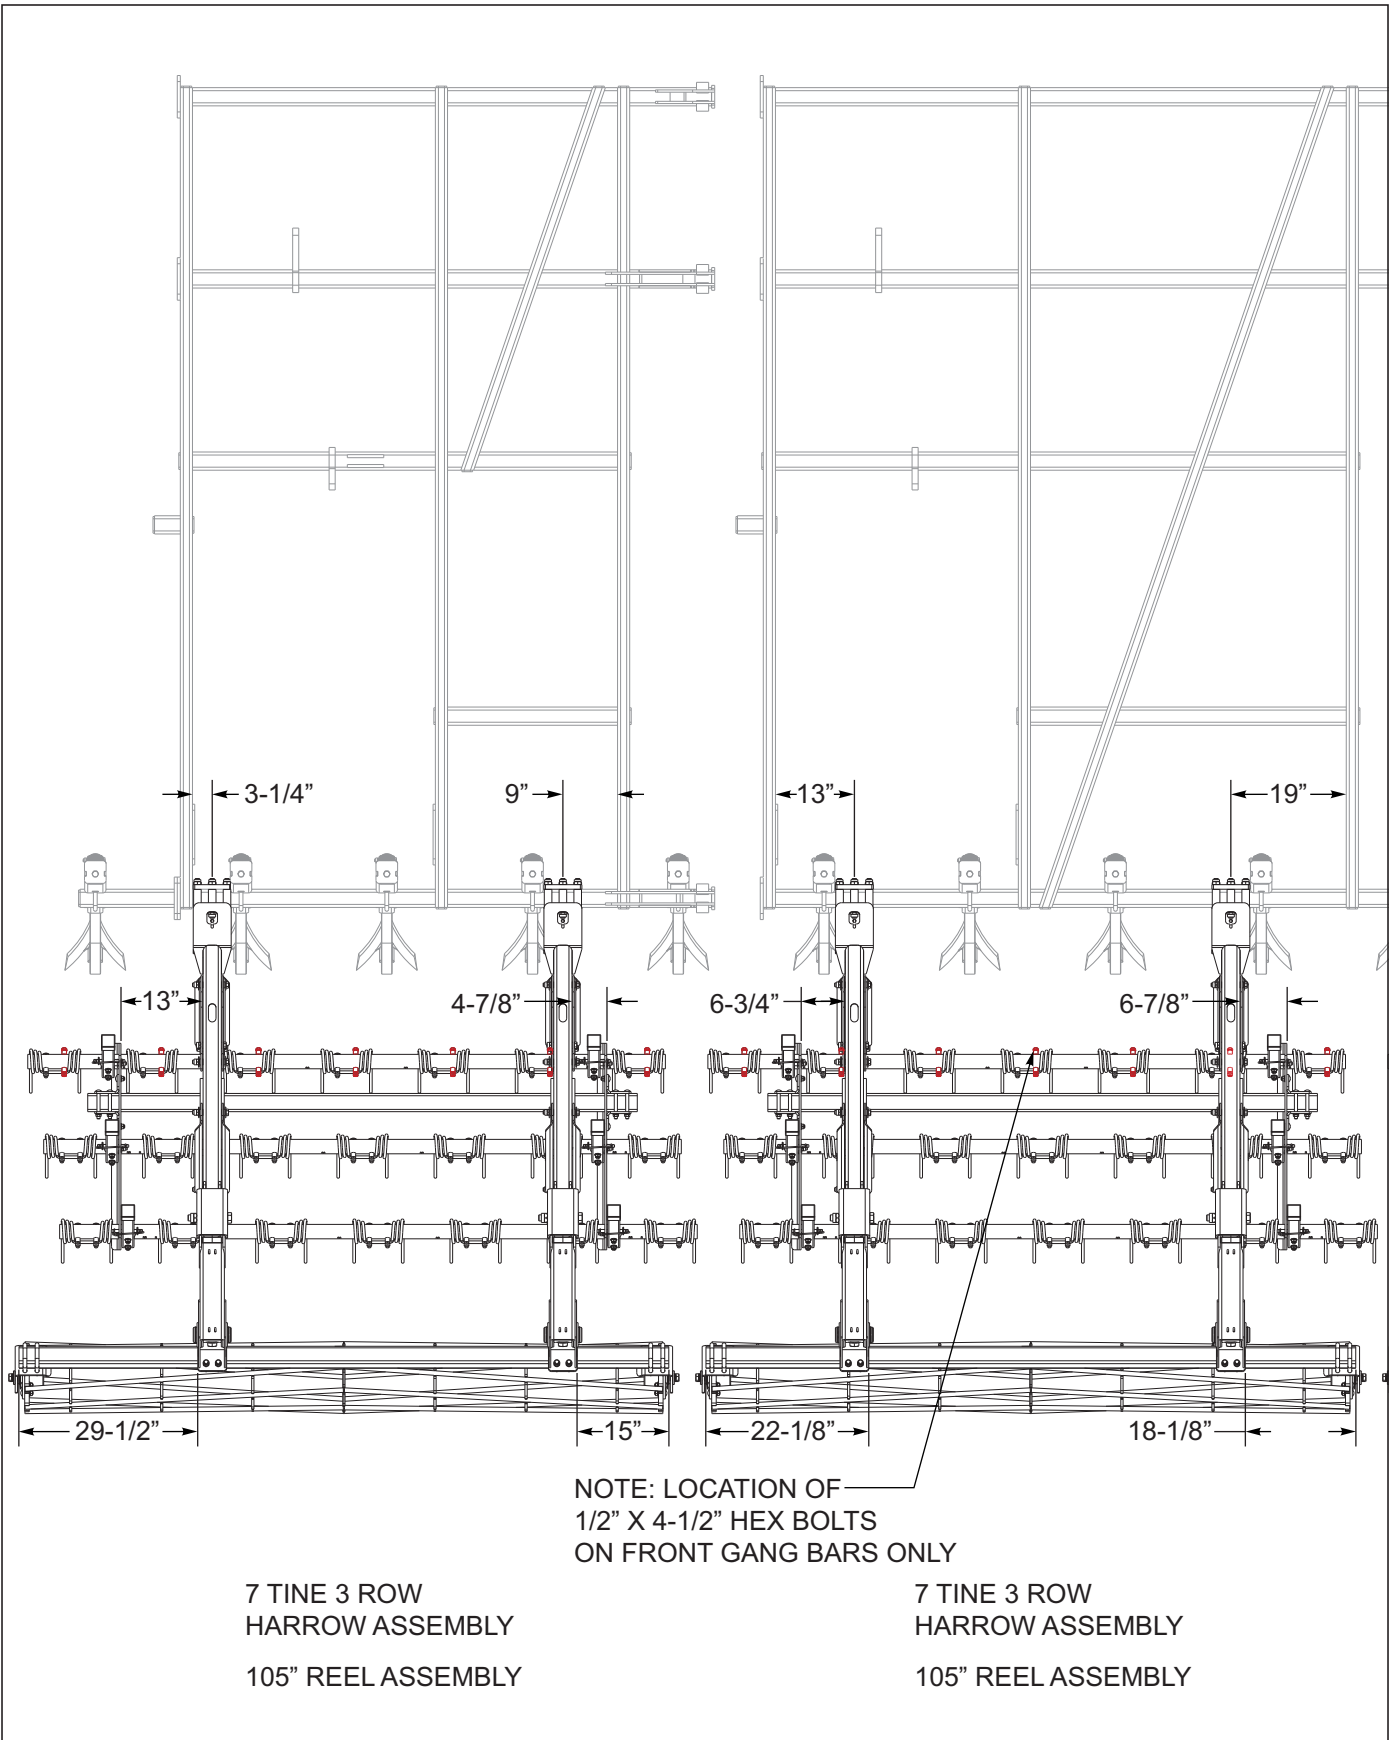 3-1/4”
9”
13”
19”
13”
4-7/8”
6-3/4”
6-7/8”
29-1/2”
15”
22-1/8”
18-1/8”
NOTE: LOCATION OF
1/2” X 4-1/2” HEX BOLTS
ON FRONT GANG BARS ONLY
7 TINE 3 ROW
HARROW ASSEMBLY
105” REEL ASSEMBLY
7 TINE 3 ROW
HARROW ASSEMBLY
105” REEL ASSEMBLY